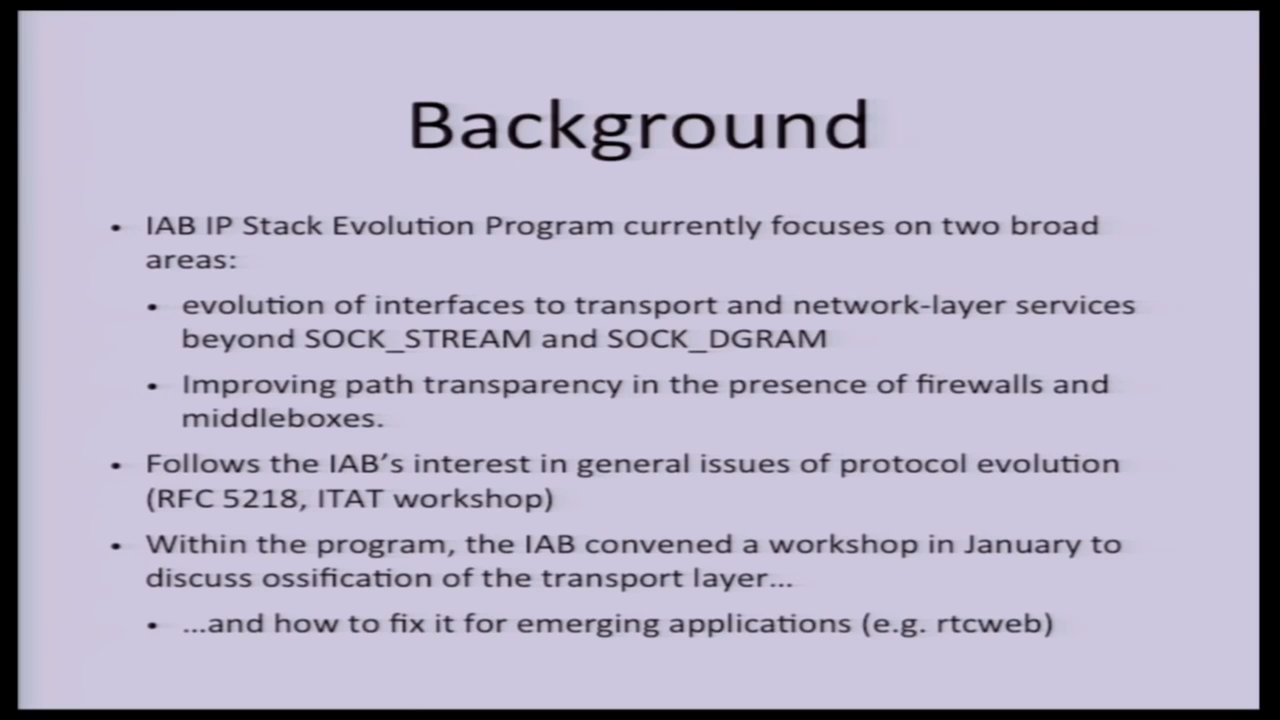 Background
• IAB IP Stack Evolution Program currently focuses on two broad
areas:
• evolution of interfaces to transport and network-layer services
beyond SOCK_STREAM and SOCK_DGRAM
• Improving path transparency in the presence of firewalls and
middleboxes.
• Follows the IAB’s interest in general issues of protocol evolution
(RFC 5218, ITAT workshop)
• Within the program, the IAB convened a workshop in January to
discuss ossification of the transport layer...
• ...and how to fix it for emerging applications (e.g. rtcweb)